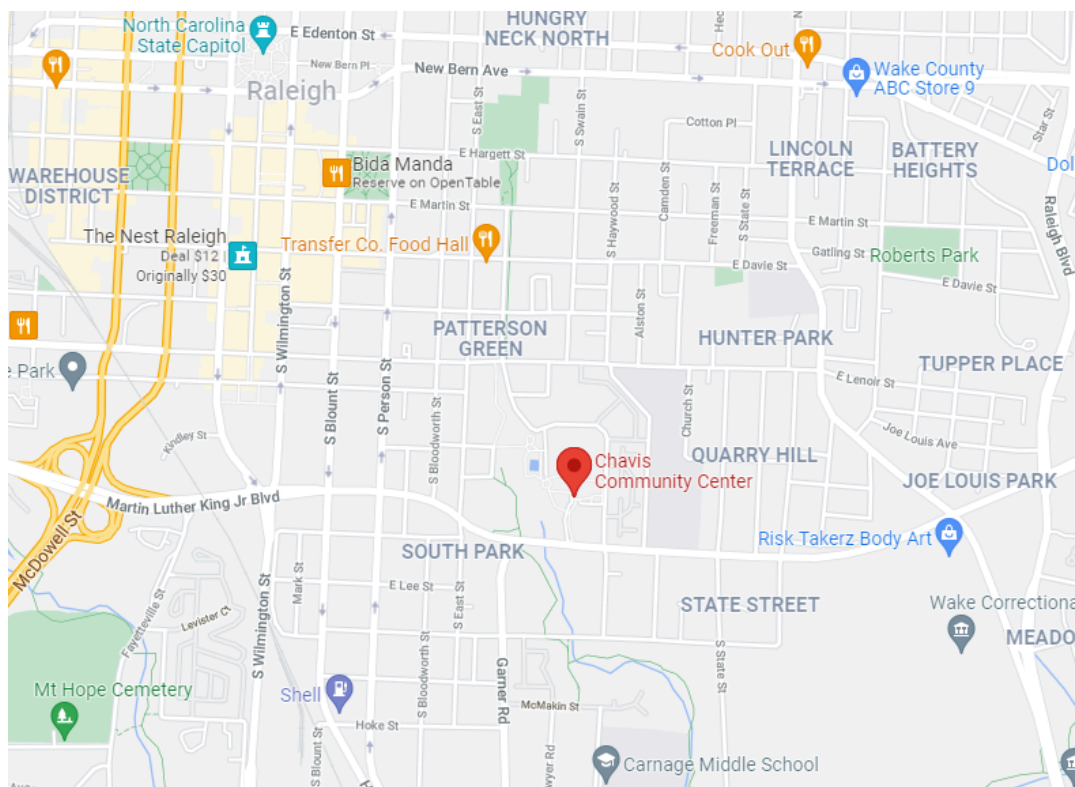 North Carolina
State Capitol
E Edenton St
HUNGRY
NECK NORTH
Cook Out
New Bern Pl
New Bern Ave
Wake County
ABC Store 9
Raleigh
S East St
S Swain St
Cotton Pl
Star St
E Hargett St
LINCOLN
TERRACE
BATTERY
HEIGHTS
Bida Manda
Reserve on OpenTable
WAREHOUSE
DISTRICT
E Martin St
S Haywood St
Camden St
Freeman St
S State St
E Martin St
Raleigh Blvd
The Nest Raleigh
Deal $12 |
Originally $30
Transfer Co. Food Hall
E Davie St
Gatling St
Roberts Park
E Davie St
S Wilmington St
Alston St
PATTERSON
GREEN
HUNTER PARK
TUPPER PLACE
e Park
S Blount St
S Person St
E Lenoir St
S Bloodworth St
Church St
Joe Louis Ave
Kindley St
Chavis
Community Center
QUARRY HILL
JOE LOUIS PARK
Martin Luther King Jr Blvd
McDowell St
SOUTH PARK
Risk Takerz Body Art
Mark St
E Lee St
S East St
STATE STREET
Wake Correctiona
Fayetteville St
Levister Ct
S Wilmington St
MEADO
S Bloodworth St
Garner Rd
S State St
Mt Hope Cemetery
Shell
McMakin St
Hoke St
S Blount St
Carnage Middle School